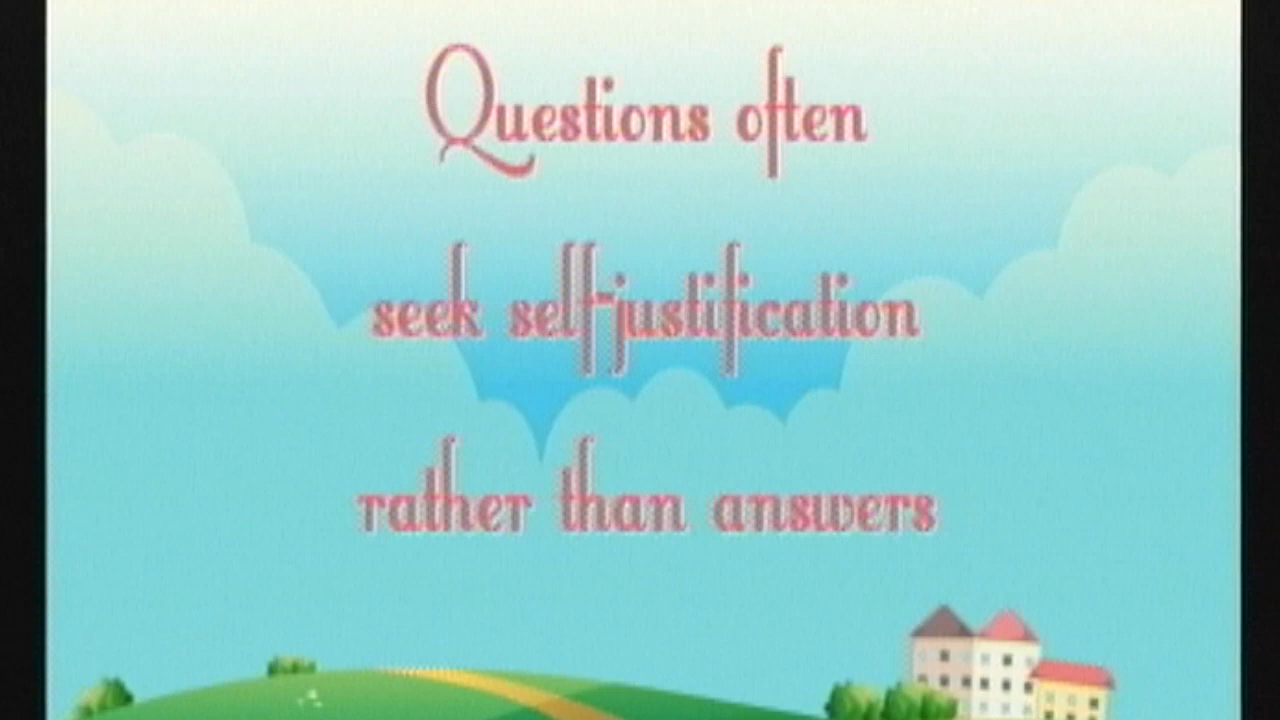 Questions often
seek self-justification
rather than answers